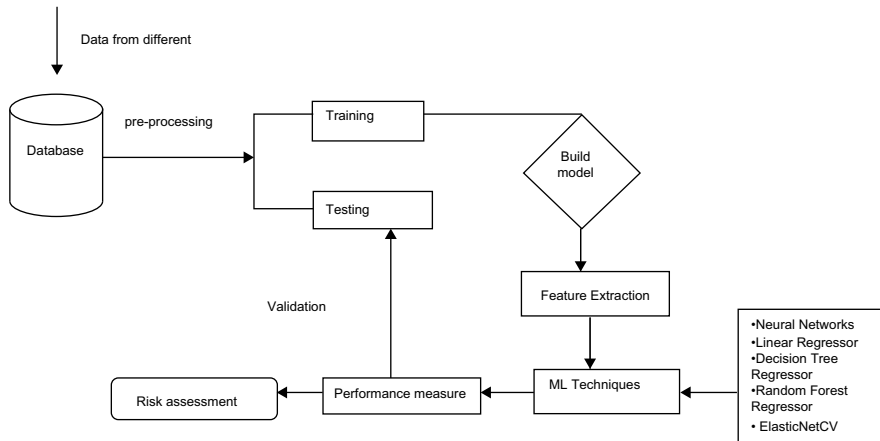 Data from different
Database
pre-processing
Training
Testing
Build
model
Feature Extraction
Validation
•Neural Networks
•Linear Regressor
•Decision Tree
Regressor
•Random Forest
Regressor
• ElasticNetCV
ML Techniques
Performance measure
Risk assessment